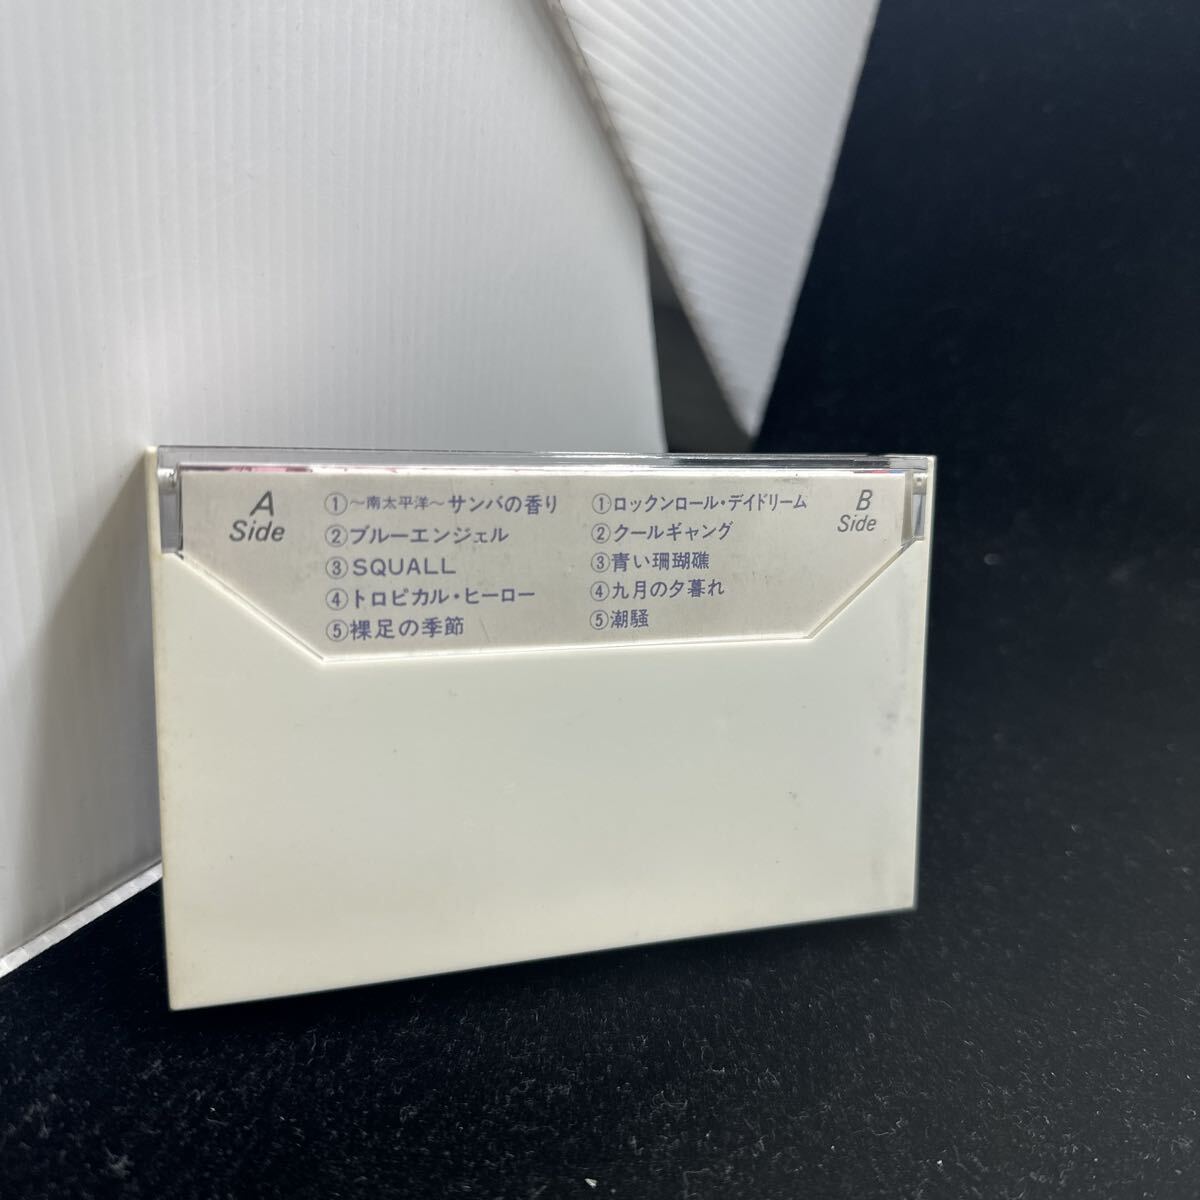 A
Side
①〜南太平洋〜サンバの香り
②ブルーエンジェル
③SQUALL
④トロピカル・ヒーロー
⑤裸足の季節
①ロックンロール・デイドリーム
②クールギャング
③青い珊瑚礁
④九月の夕暮れ
⑤潮騒
B
Side